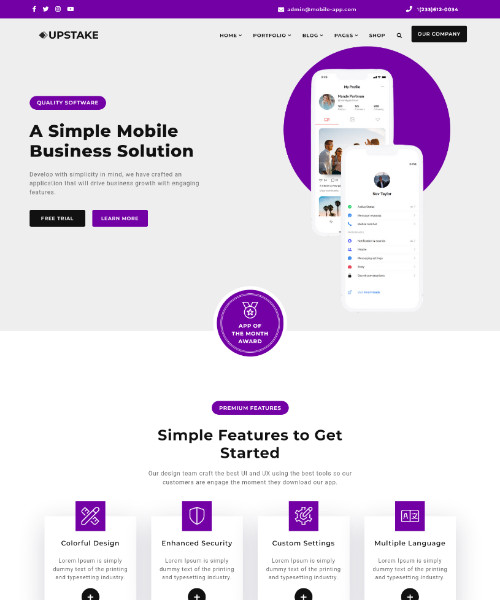 admin@mobile-app.com
1(233)613-0034
UPSTAKE
HOME
PORTFOLIO
BLOG
PAGES
SHOP
OUR COMPANY
QUALITY SOFTWARE
A Simple Mobile
Business Solution
Develop with simplicity in mind, we have crafted an
application that will drive business growth with engaging
features.
FREE TRIAL
LEARN MORE
My Profile
APP OF
THE MONTH
AWARD
PREMIUM FEATURES
Simple Features to Get
Started
Our design team craft the best UI and UX using the best tools so our
customers are engage the moment they download our app.
Colorful Design
Enhanced Security
Custom Settings
Multiple Language
Lorem Ipsum is simply
dummy text of the printing
and typesetting industry.
Lorem Ipsum is simply
dummy text of the printing
and typesetting industry.
Lorem Ipsum is simply
dummy text of the printing
and typesetting industry.
Lorem Ipsum is simply
dummy text of the printing
and typesetting industry.